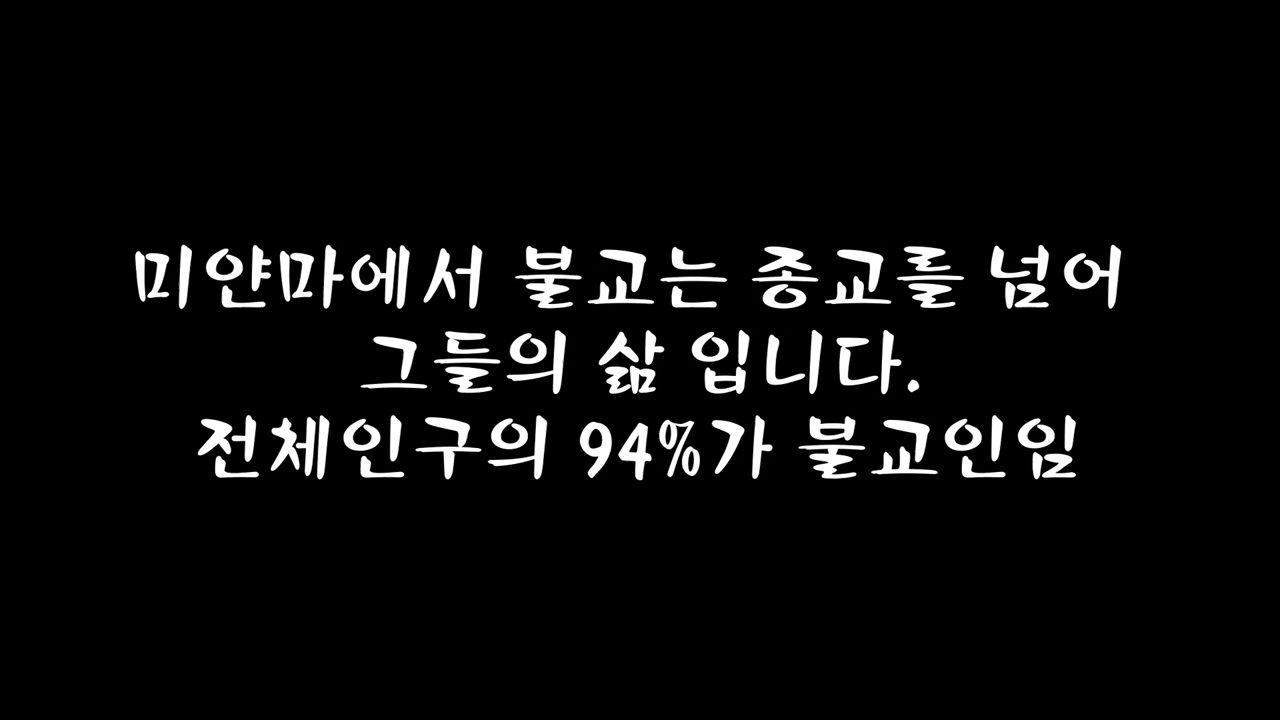 미얀마에서 불교는 종교를 넘어
그들의 삶 입니다.
전체인구의 94%가 불교인임